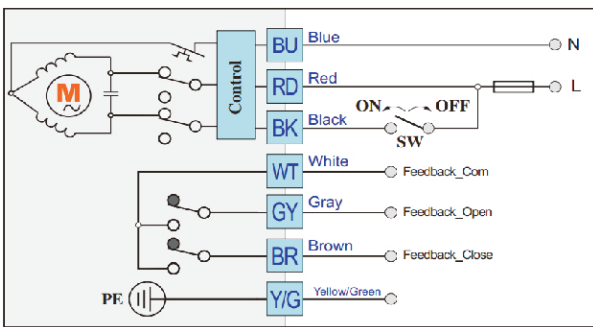 BU Blue N
M
Control
RD Red L
ON OFF
BK Black
SW
WT White Feedback_Com
GY Gray Feedback_Open
BR Brown Feedback_Close
PE Y/G Yellow/Green